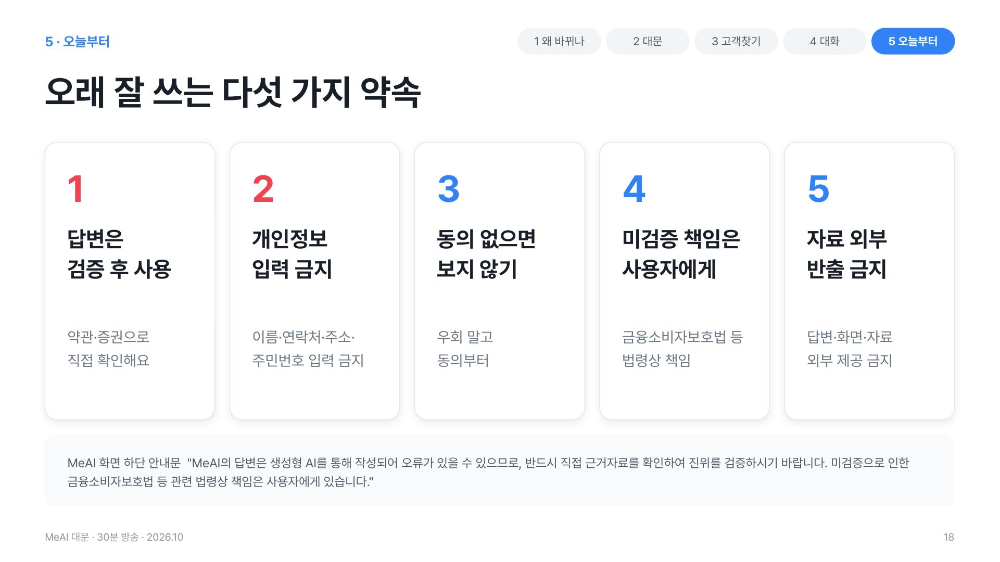 5 · 오늘부터
1 왜 바뀌나
2 대문
3 고객찾기
4 대화
5 오늘부터
오래 잘 쓰는 다섯 가지 약속
1
답변은
검증 후 사용
약관·증권으로
직접 확인해요
2
개인정보
입력 금지
이름·연락처·주소·
주민번호 입력 금지
3
동의 없으면
보지 않기
우회 말고
동의부터
4
미검증 책임은
사용자에게
금융소비자보호법 등
법령상 책임
5
자료 외부
반출 금지
답변·화면·자료
외부 제공 금지
MeAI 화면 하단 안내문  "MeAI의 답변은 생성형 AI를 통해 작성되어 오류가 있을 수 있으므로, 반드시 직접 근거자료를 확인하여 진위를 검증하시기 바랍니다. 미검증으로 인한
금융소비자보호법 등 관련 법령상 책임은 사용자에게 있습니다."
MeAI 대문 · 30분 방송 · 2026.10
18